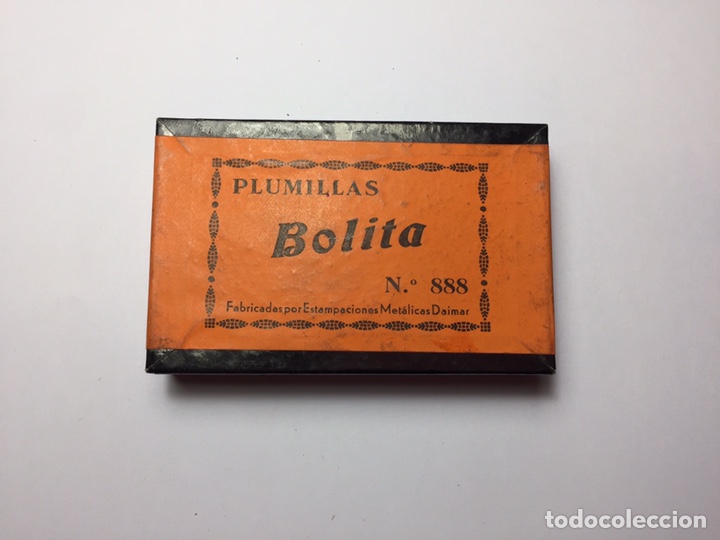 PLUMILLAS
Bolita
N.º 888
Fabricadas por Estampaciones Metálicas Daimar
todocoleccion